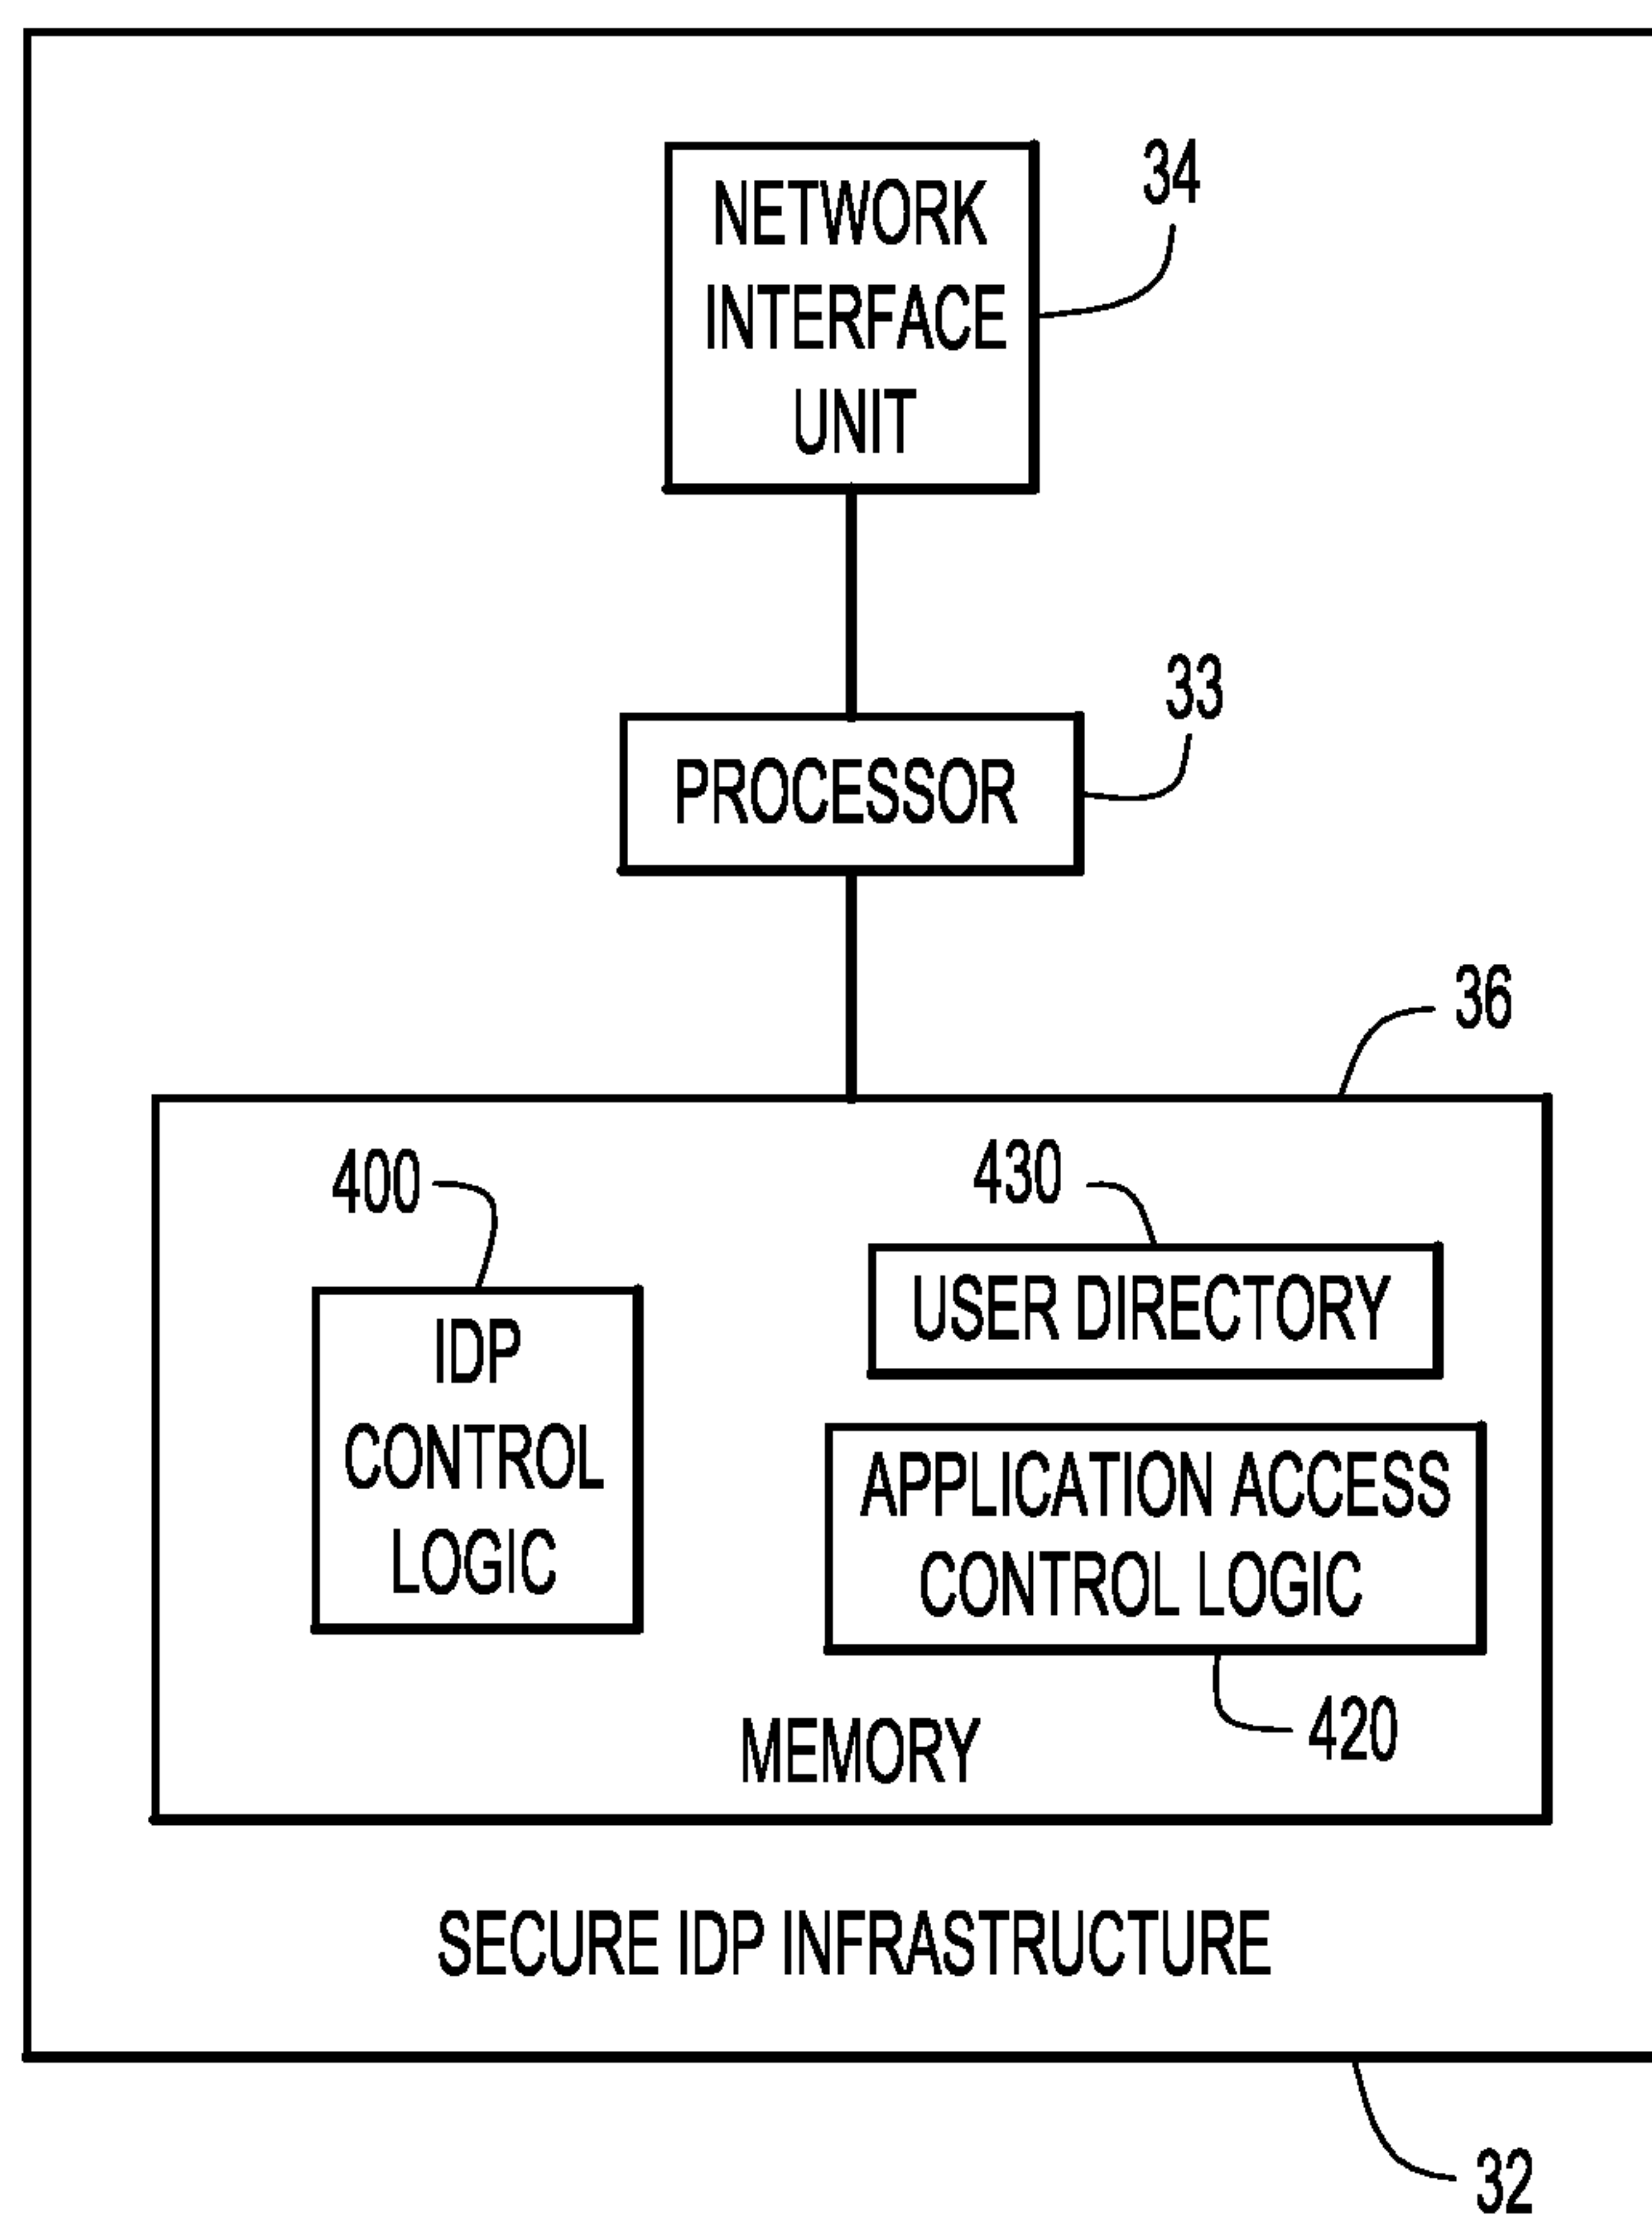 34
NETWORK
INTERFACE
UNIT
33
PROCESSOR
36
400
430
IDP
CONTROL
LOGIC
USER DIRECTORY
APPLICATION ACCESS
CONTROL LOGIC
420
MEMORY
SECURE IDP INFRASTRUCTURE
32